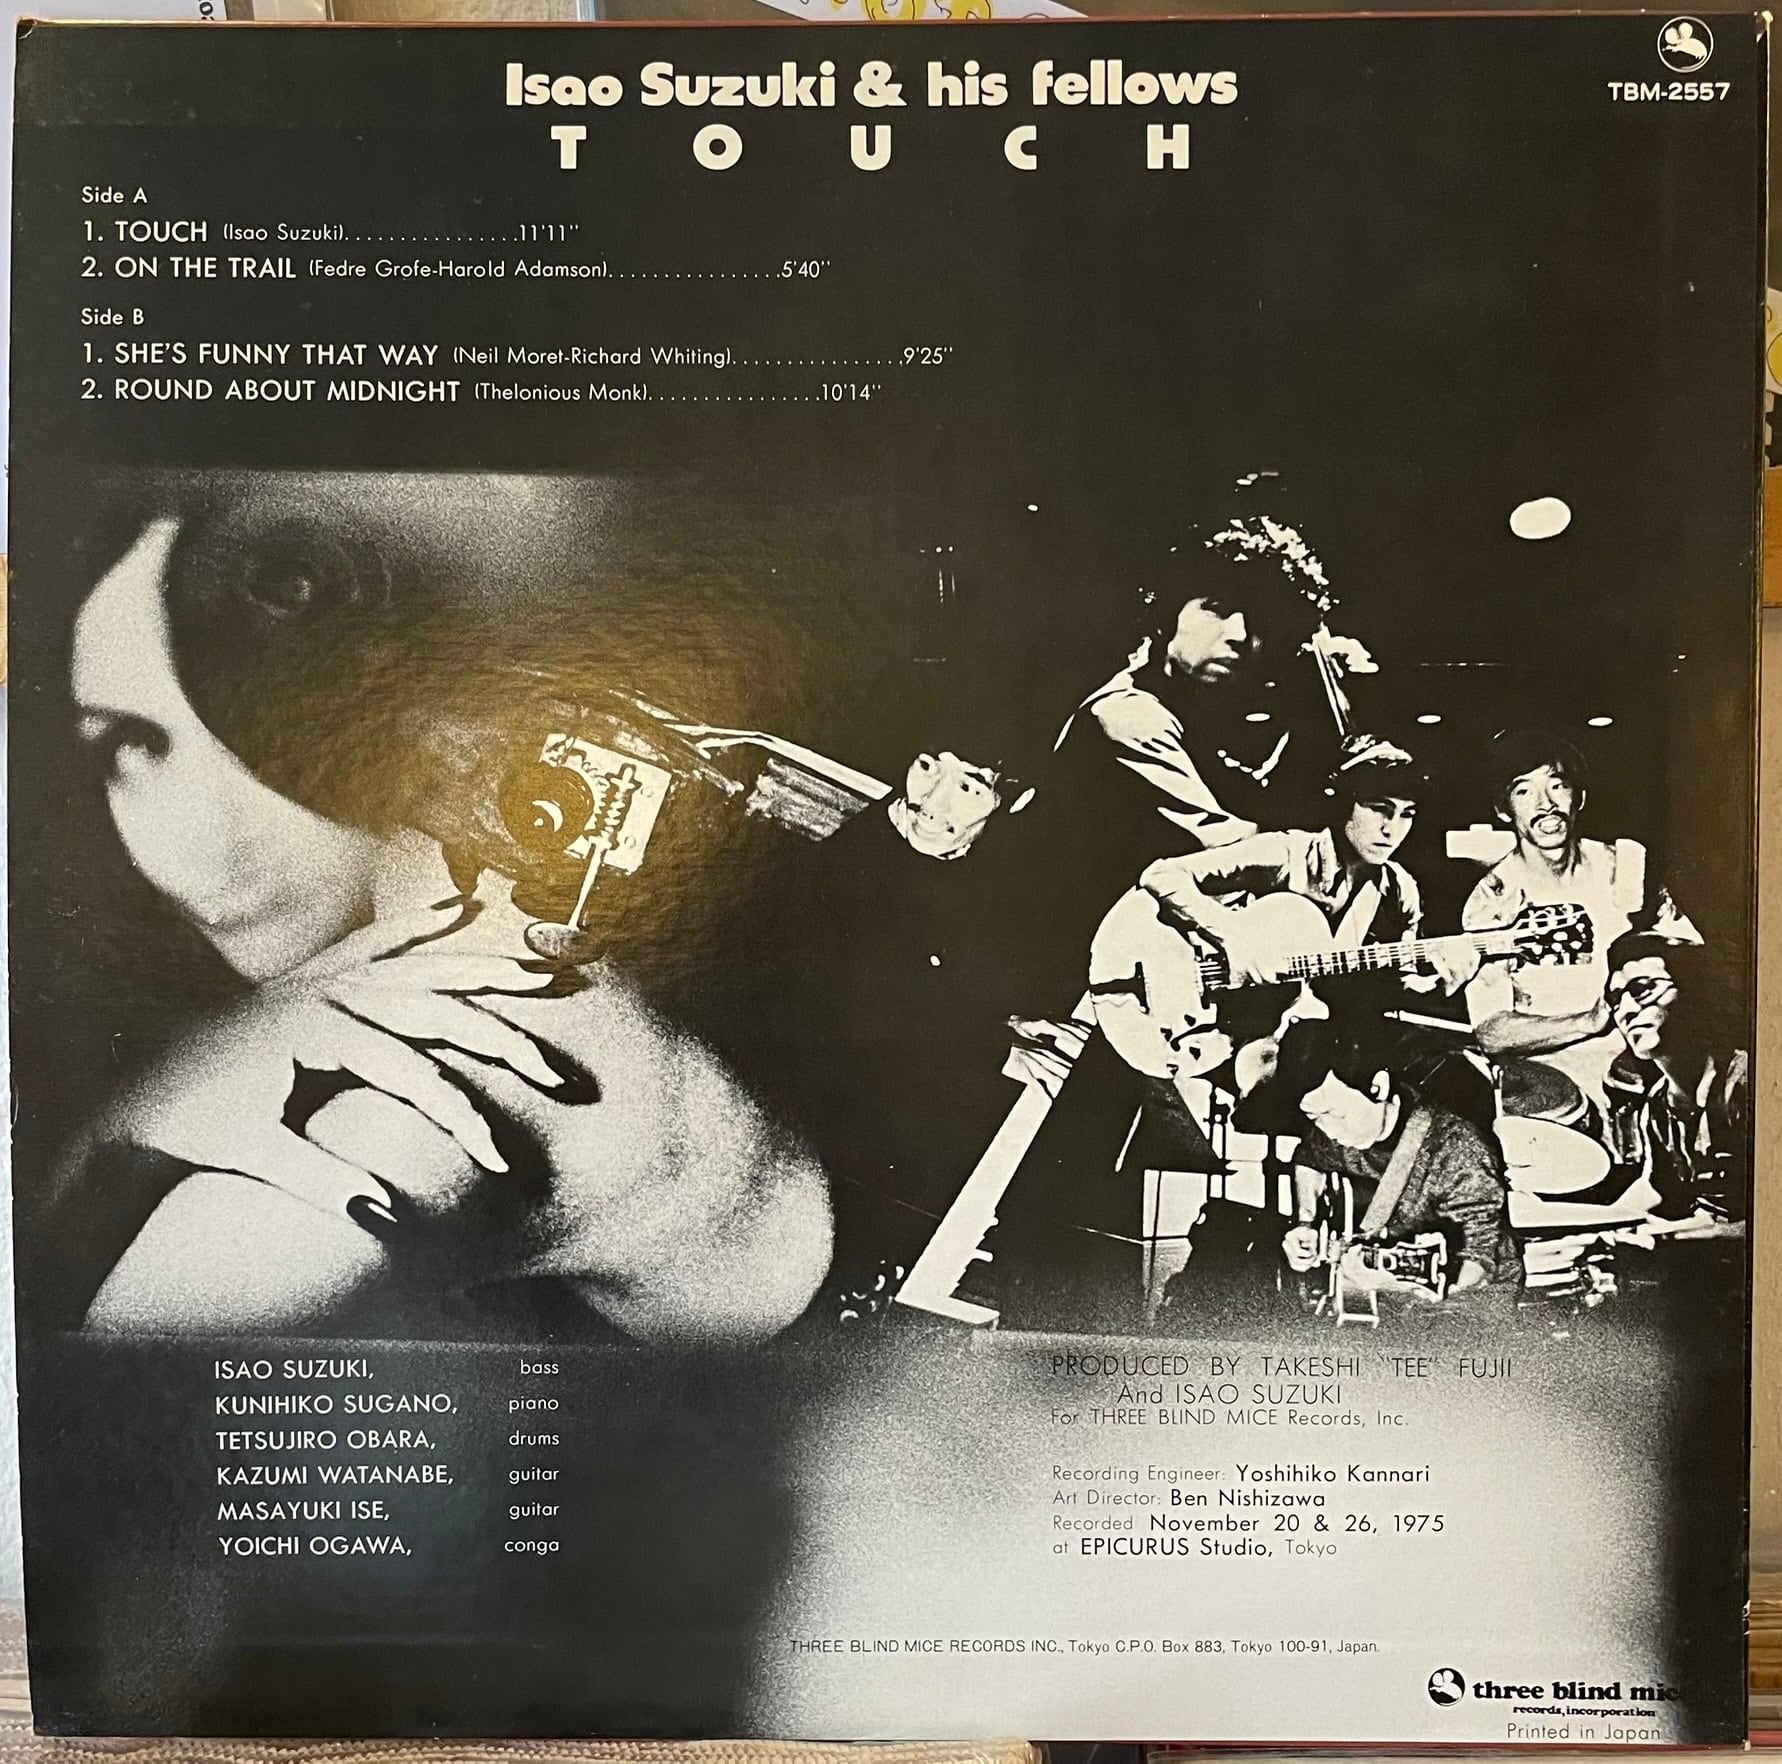 Isao Suzuki & his fellows
TBM-2557
T O U C H
Side A
1. TOUCH (Isao Suzuki)................11'11"
2. ON THE TRAIL (Fedre Grofe-Harold Adamson)................5'40"
Side B
1. SHE'S FUNNY THAT WAY (Neil Moret-Richard Whiting)................9'25"
2. ROUND ABOUT MIDNIGHT (Thelonious Monk)................10'14"
ISAO SUZUKI, bass
KUNIHIKO SUGANO, piano
TETSUJIRO OBARA, drums
KAZUMI WATANABE, guitar
MASAYUKI ISE, guitar
YOICHI OGAWA, conga
PRODUCED BY TAKESHI "TEE" FUJII
And ISAO SUZUKI
For THREE BLIND MICE Records, Inc.
Recording Engineer: Yoshihiko Kannari
Art Director: Ben Nishizawa
Recorded November 20 & 26, 1975
at EPICURUS Studio, Tokyo
THREE BLIND MICE RECORDS INC., Tokyo C.P.O. Box 883, Tokyo 100-91, Japan.
three blind mic
records, incorporation
Printed in Japan